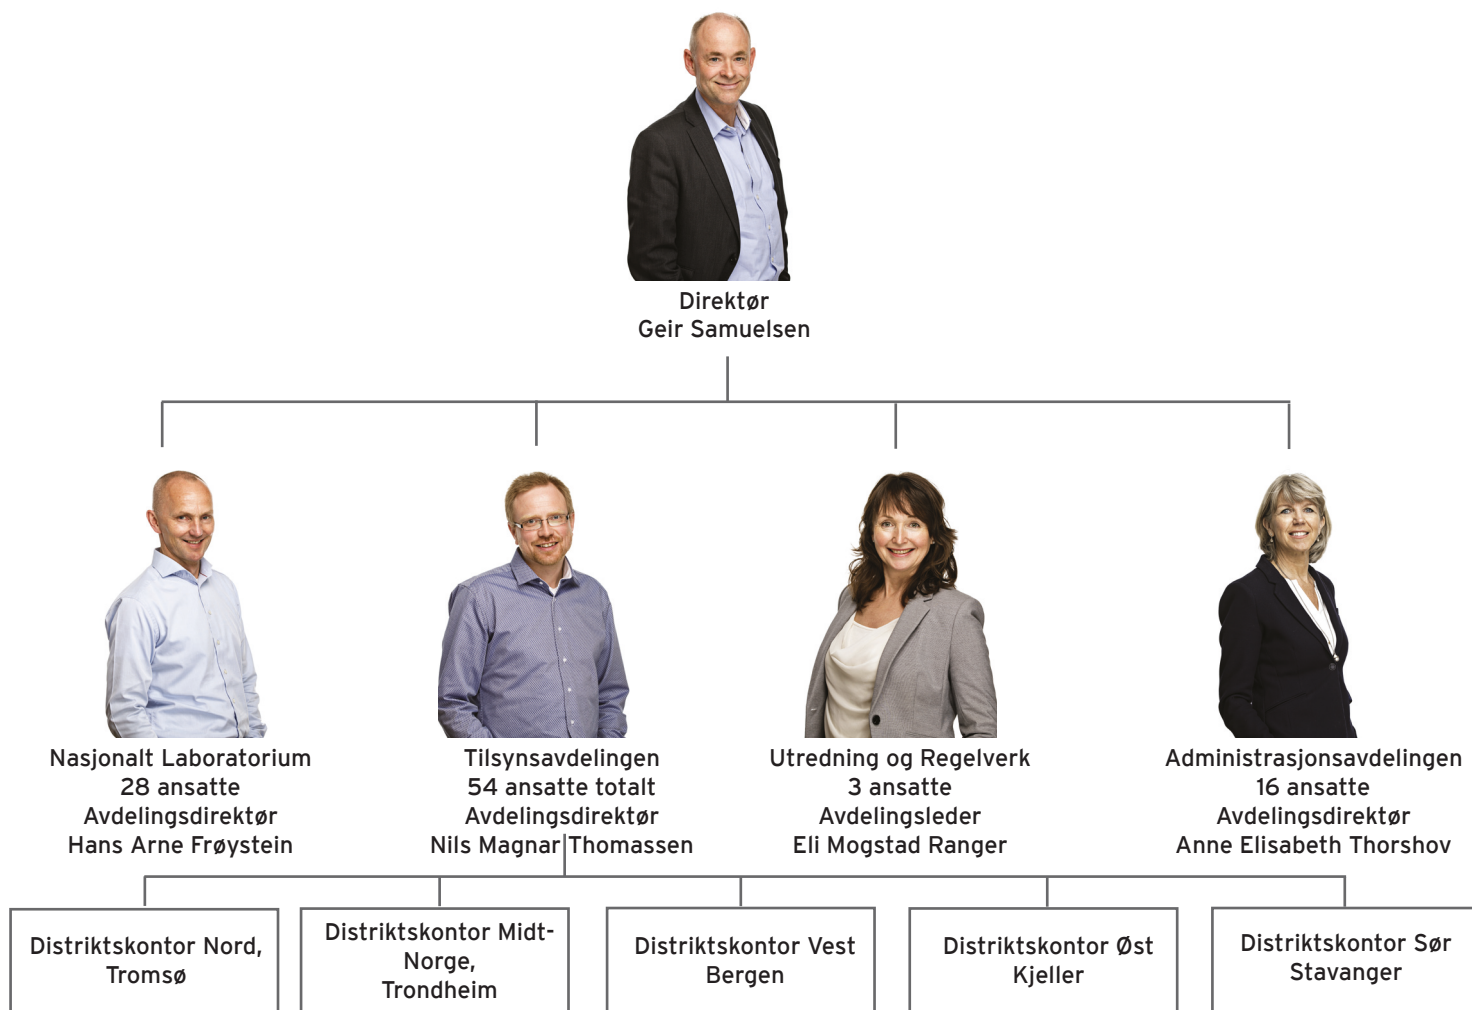 Direktør
Geir Samuelsen
Nasjonalt Laboratorium
28 ansatte
Avdelingsdirektør
Hans Arne Frøystein
Tilsynsavdelingen
54 ansatte totalt
Avdelingsdirektør
Nils Magnar Thomassen
Utredning og Regelverk
3 ansatte
Avdelingsleder
Eli Mogstad Ranger
Administrasjonsavdelingen
16 ansatte
Avdelingsdirektør
Anne Elisabeth Thorshov
Distriktskontor Nord,
Tromsø
Distriktskontor Midt-
Norge,
Trondheim
Distriktskontor Vest
Bergen
Distriktskontor Øst
Kjeller
Distriktskontor Sør
Stavanger